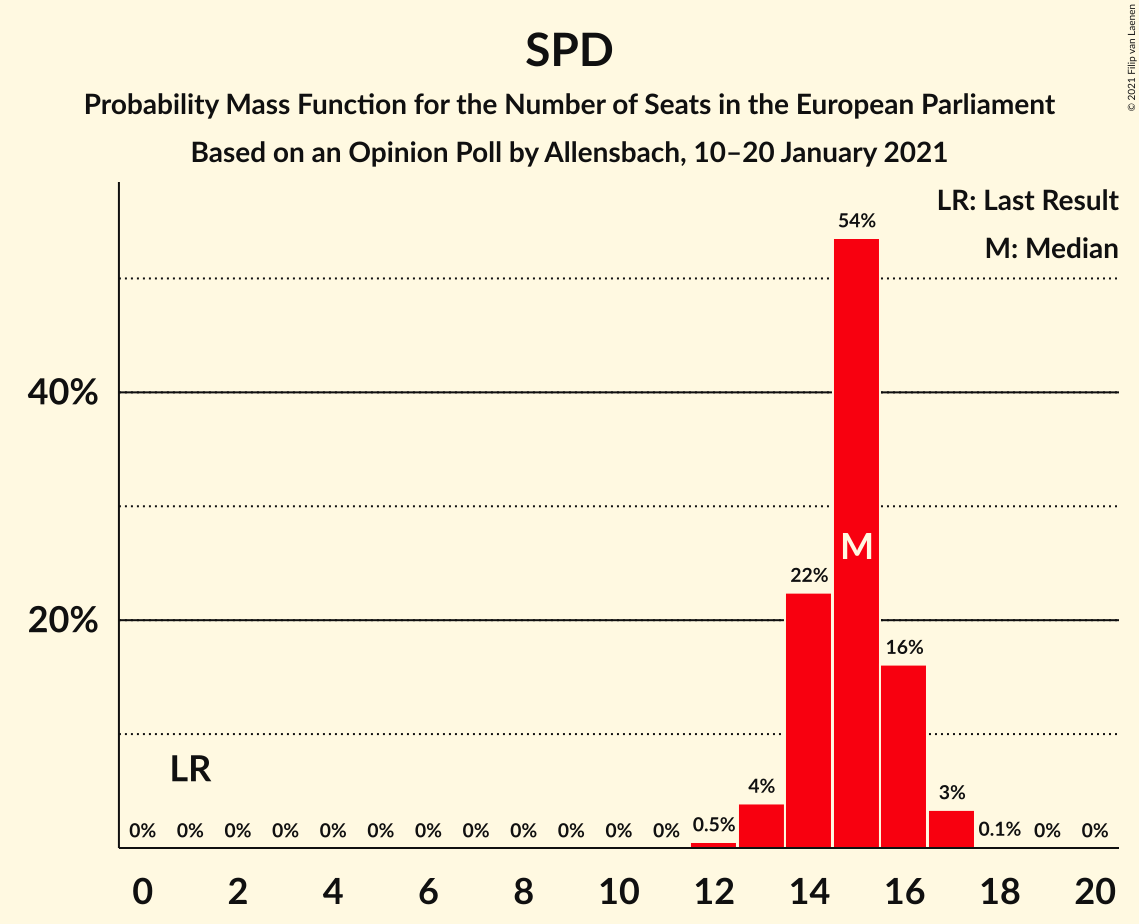 SPD
Probability Mass Function for the Number of Seats in the European Parliament
Based on an Opinion Poll by Allensbach, 10–20 January 2021
© 2021 Filip van Laenen
LR: Last Result
M: Median
54%
40%
M
22%
20%
16%
LR
4%
3%
0% 0% 0% 0% 0% 0% 0% 0% 0% 0% 0% 0% 0.5% 0.1% 0% 0%
0 2 4 6 8 10 12 14 16 18 20